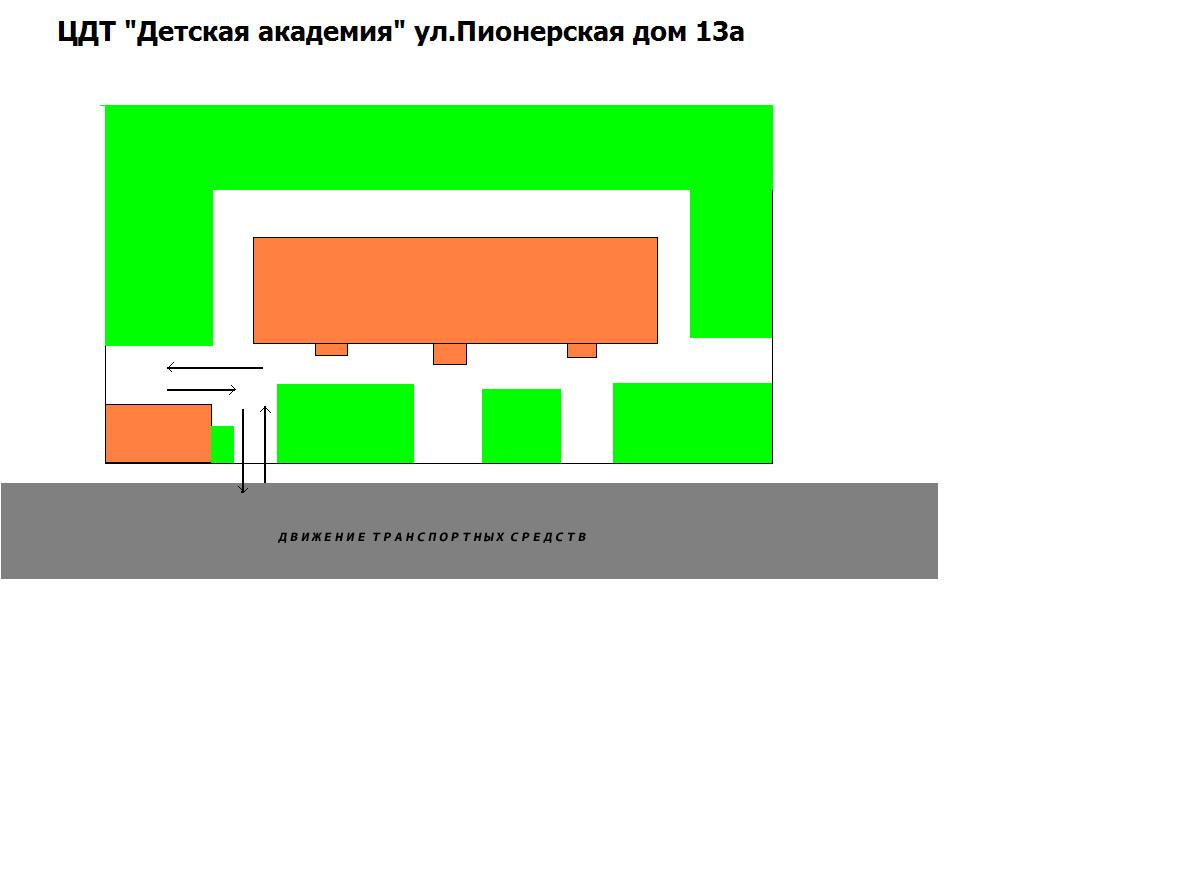 ЦДТ "Детская академия" ул.Пионерская дом 13а
ДВИЖЕНИЕ ТРАНСПОРТНЫХ СРЕДСТВ